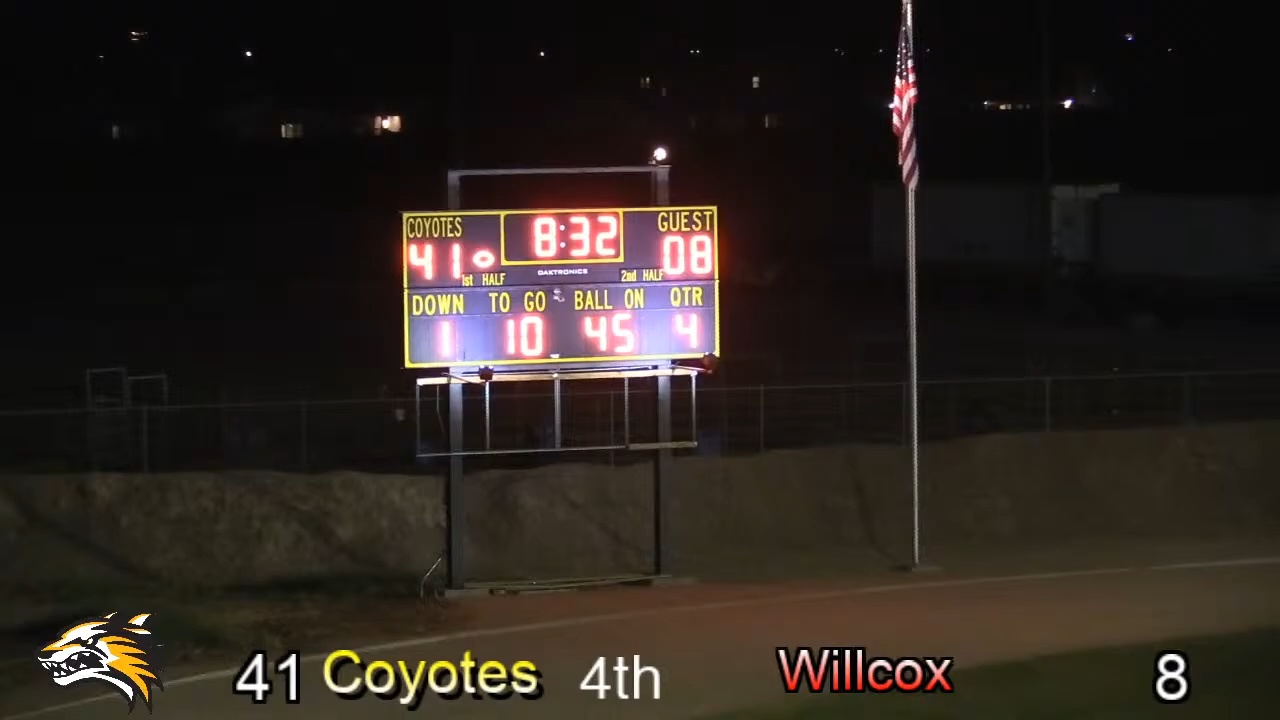 COYOTES 8:32 GUEST
41 08
1st HALF DAKTRONICS 2nd HALF
DOWN TO GO BALL ON QTR
1 10 45 4
41 Coyotes 4th Willcox 8